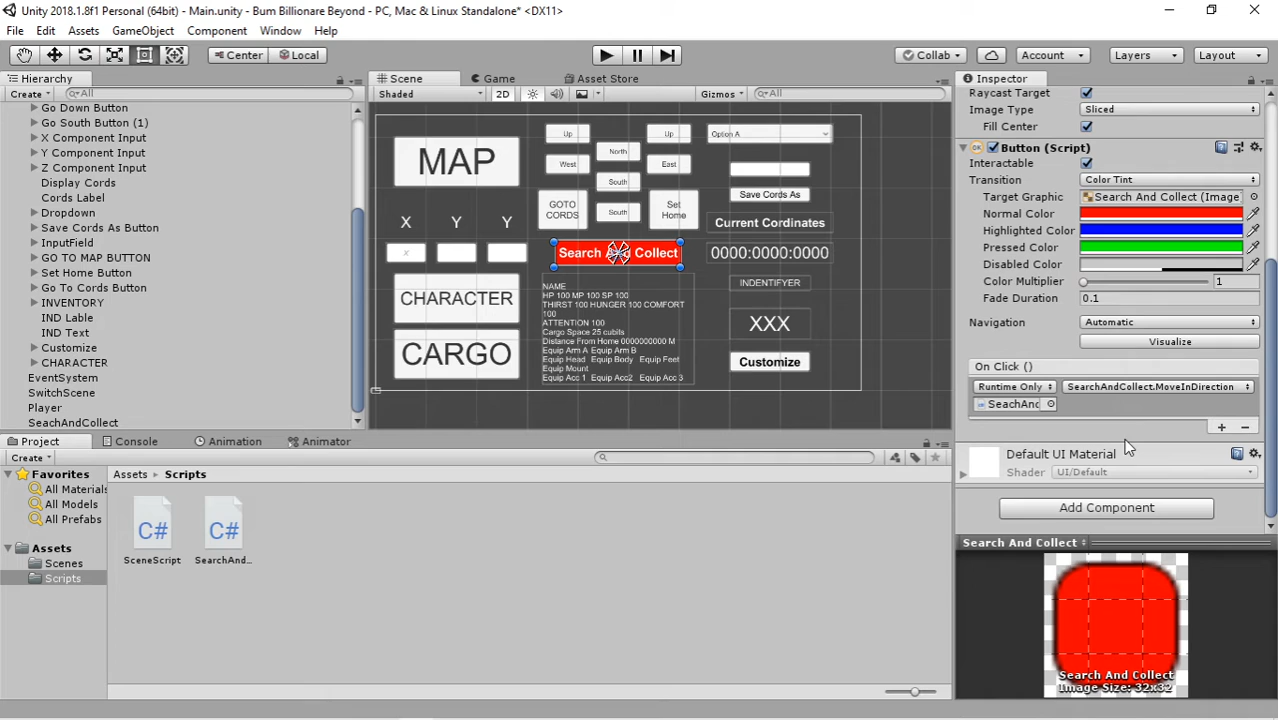 Unity 2018.1.8f1 Personal (64bit) - Main.unity - Bum Billionare Beyond - PC, Mac & Linux Standalone* <DX11>
File Edit Assets GameObject Component Window Help
Center Local Collab Account Layers Layout
Hierarchy
Create All
Go Down Button
Go South Button (1)
X Component Input
Y Component Input
Z Component Input
Display Cords
Cords Label
Dropdown
Save Cords As Button
InputField
GO TO MAP BUTTON
Set Home Button
Go To Cords Button
INVENTORY
IND Lable
IND Text
Customize
CHARACTER
EventSystem
SwitchScene
Player
SeachAndCollect
Scene Game Asset Store
Shaded 2D Gizmos All
MAP
Up
Up
Option A
North
West
East
South
Save Cords As
GOTO
CORDS
South
Set
Home
X Y Y
Current Cordinates
X
Search And Collect
0000:0000:0000
CHARACTER
CARGO
NAME
HP 100 MP 100 SP 100
THIRST 100 HUNGER 100 COMFORT
100
ATTENTION 100
Cargo Space 25 cubils
Distance From Home 0000000000 M
Equip Arm A Equip Arm B
Equip Head Equip Body Equip Feet
Equip Mount
Equip Acc 1 Equip Acc2 Equip Acc 3
INDENTIFYER
XXX
Customize
Project Console Animation Animator
Create
Favorites
All Materials
All Models
All Prefabs
Assets
Scenes
Scripts
Assets Scripts
C#
C#
SceneScript
SearchAnd...
Inspector
Raycast Target
Image Type Sliced
Fill Center
Button (Script)
Interactable
Transition Color Tint
Target Graphic Search And Collect (Image
Normal Color
Highlighted Color
Pressed Color
Disabled Color
Color Multiplier 1
Fade Duration 0.1
Navigation Automatic
Visualize
On Click ()
Runtime Only SearchAndCollect.MoveInDirection
SeachAnd
Default UI Material
Shader UI/Default
Add Component
Search And Collect
Search And Collect
Image Size: 32x32